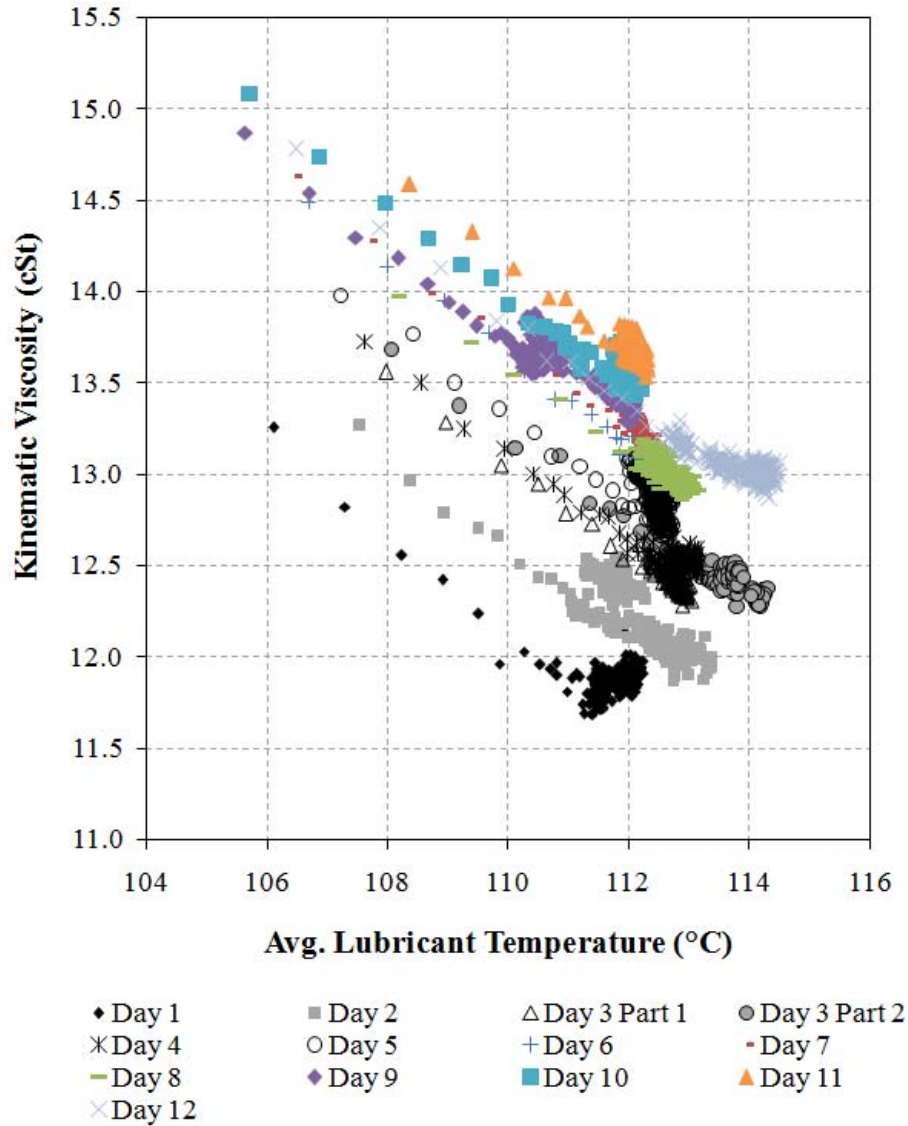 15.5
15.0
14.5
14.0
13.5
13.0
12.5
12.0
11.5
11.0
Kinematic Viscosity (cSt)
104 106 108 110 112 114 116
Avg. Lubricant Temperature (°C)
Day 1 Day 2 Day 3 Part 1 Day 3 Part 2
Day 4 Day 5 Day 6 Day 7
Day 8 Day 9 Day 10 Day 11
Day 12